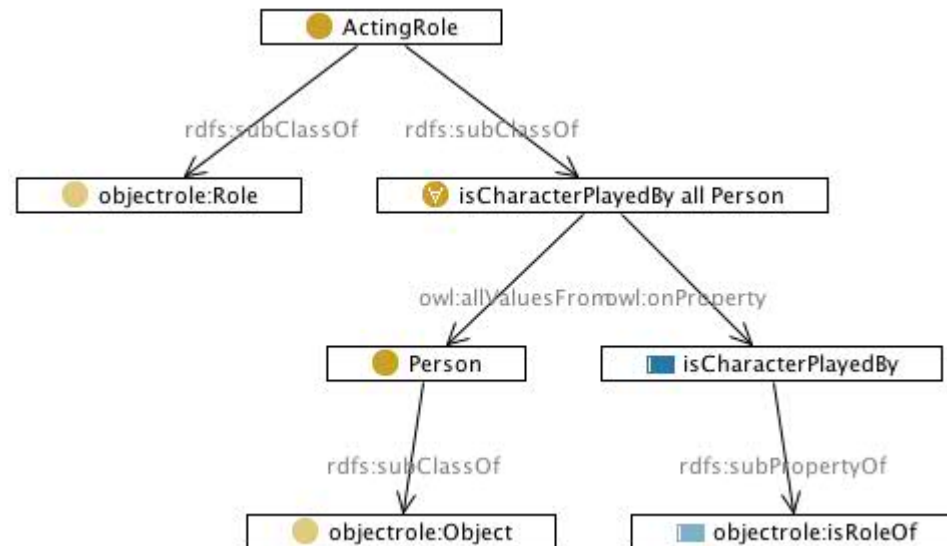 ActingRole
rdfs:subClassOf rdfs:subClassOf
objectrole:Role ∀ isCharacterPlayedBy all Person
owl:allValuesFrom owl:onProperty
Person isCharacterPlayedBy
rdfs:subClassOf rdfs:subPropertyOf
objectrole:Object objectrole:isRoleOf